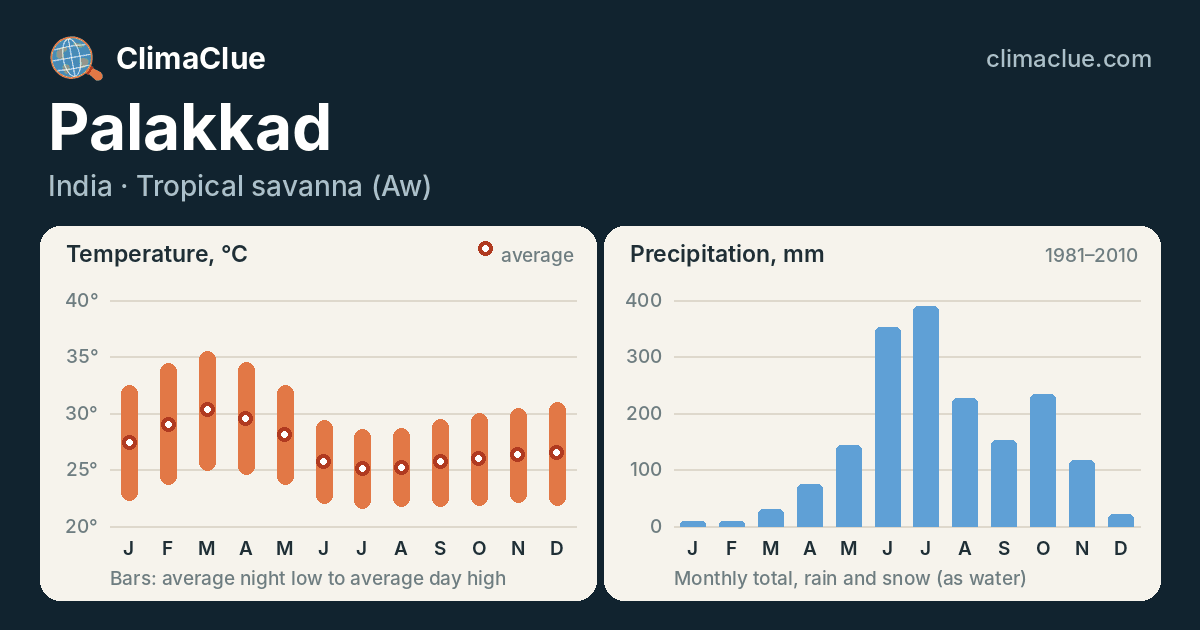 ClimaClue
climaclue.com
Palakkad
India · Tropical savanna (Aw)
Temperature, °C
average
40°
35°
30°
25°
20°
J F M A M J J A S O N D
Bars: average night low to average day high
Precipitation, mm
1981–2010
400
300
200
100
0
J F M A M J J A S O N D
Monthly total, rain and snow (as water)